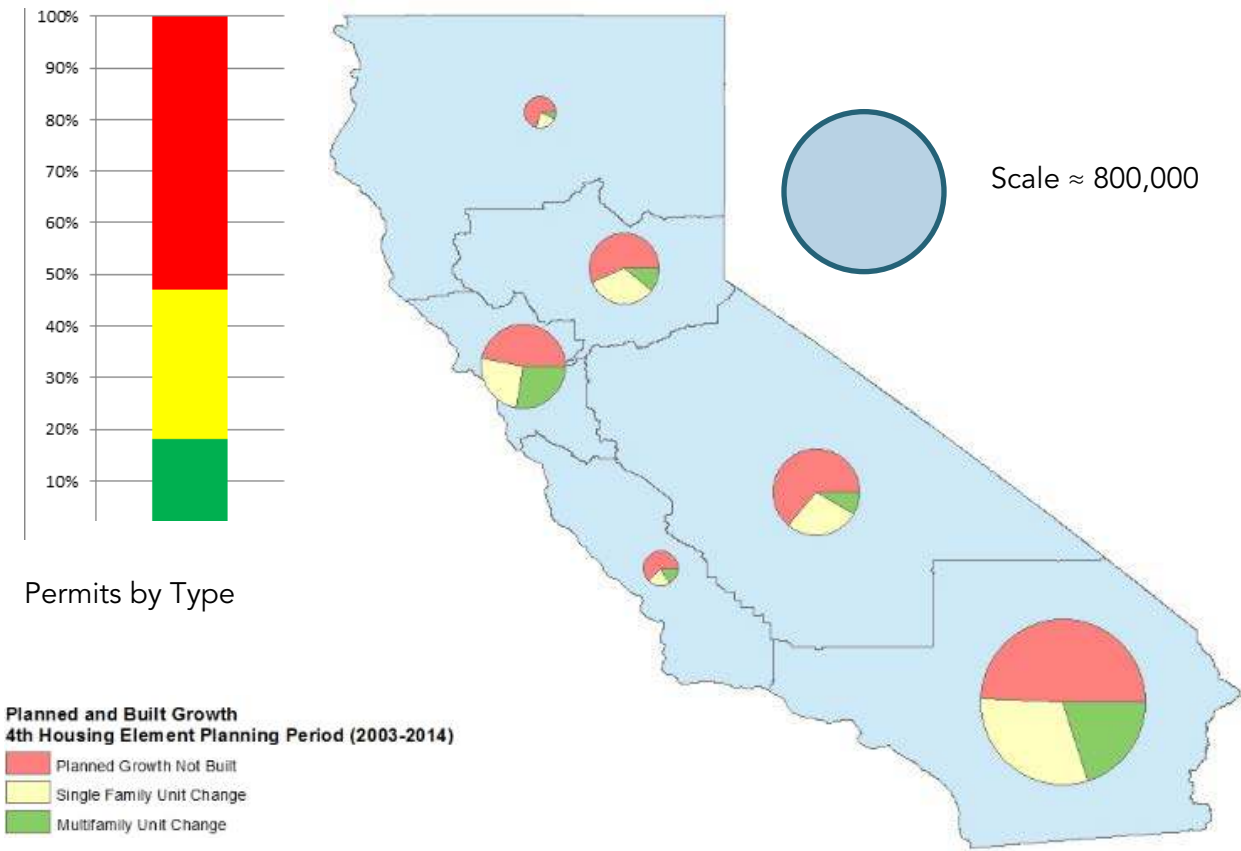 100%
90%
80%
70%
60%
50%
40%
30%
20%
10%
Permits by Type
Scale ≈ 800,000
Planned and Built Growth
4th Housing Element Planning Period (2003-2014)
Planned Growth Not Built
Single Family Unit Change
Multifamily Unit Change